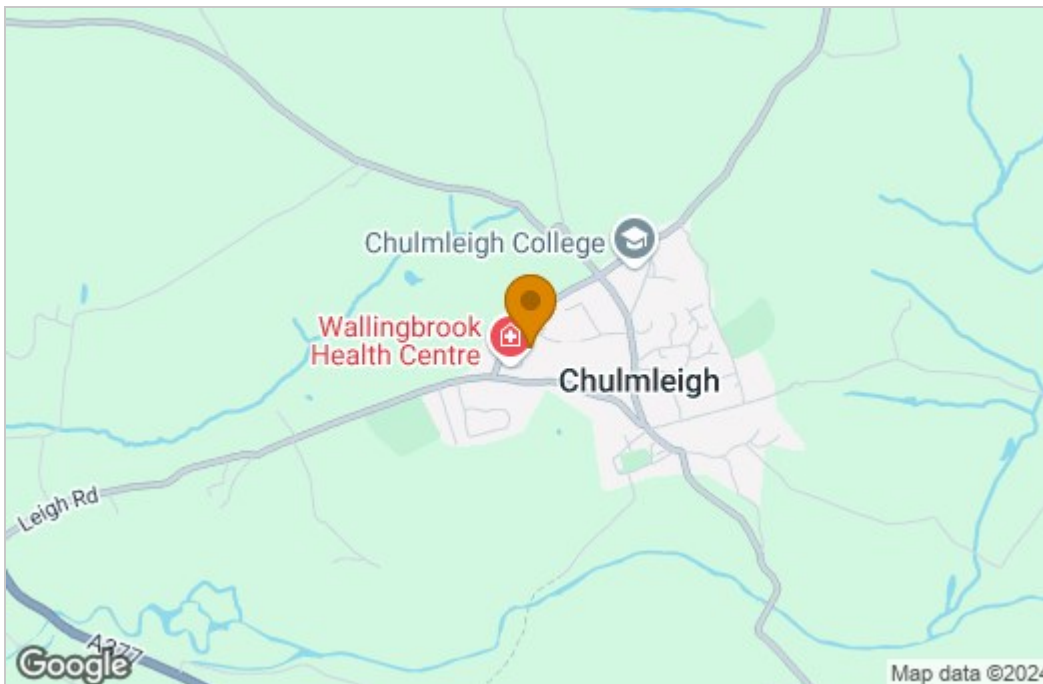 Chulmleigh College
Wallingbrook
Health Centre
Chulmleigh
Leigh Rd
A377
Google
Map data ©2024